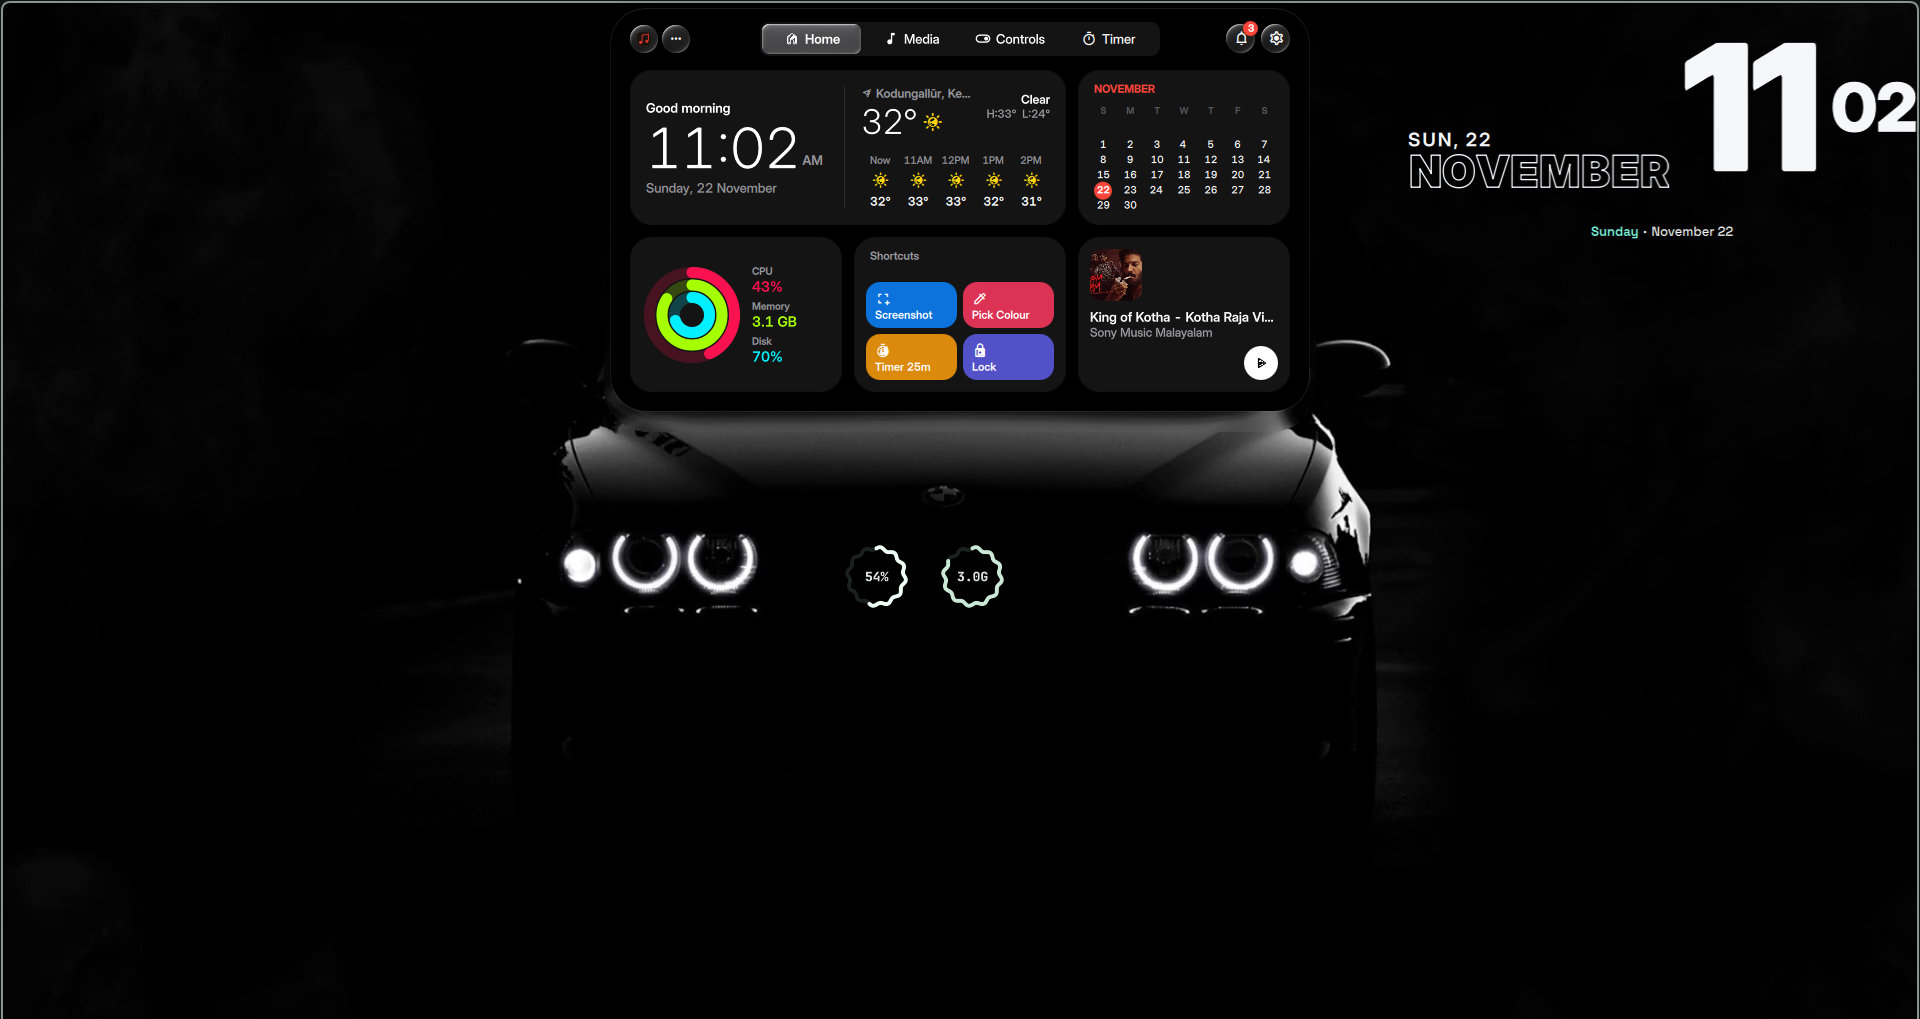 Home
Media
Controls
Timer
3
Good morning
11:02 AM
Sunday, 22 November
Kodungallūr, Ke...
32°
Clear
H:33° L:24°
Now 11AM 12PM 1PM 2PM
32° 33° 33° 32° 31°
NOVEMBER
S M T W T F S
1 2 3 4 5 6 7
8 9 10 11 12 13 14
15 16 17 18 19 20 21
22 23 24 25 26 27 28
29 30
CPU
43%
Memory
3.1 GB
Disk
70%
Shortcuts
Screenshot
Pick Colour
Timer 25m
Lock
King of Kotha - Kotha Raja Vi...
Sony Music Malayalam
11 02
SUN, 22
NOVEMBER
Sunday • November 22
54%
3.0G